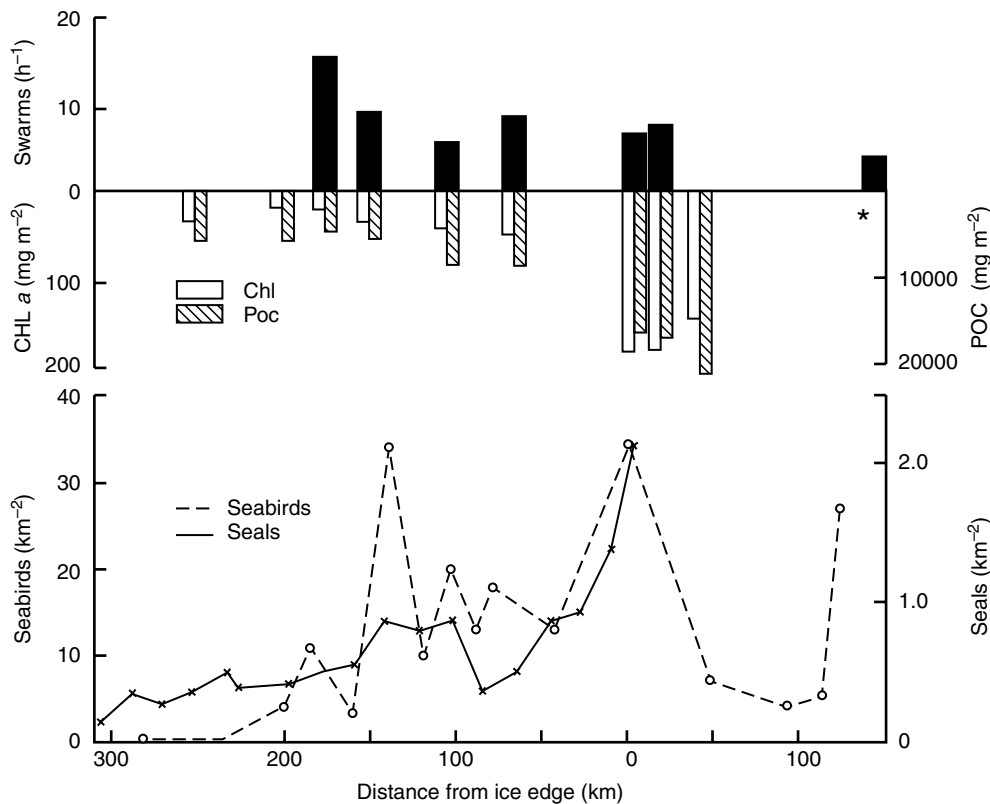 20
10
0
100
200
Swarms (h⁻¹)
CHL a (mg m⁻²)
Chl
Poc
*
10000
20000
POC (mg m⁻²)
40
30
20
10
0
Seabirds (km⁻²)
Seabirds
Seals
2.0
1.0
0
Seals (km⁻²)
300 200 100 0 100
Distance from ice edge (km)